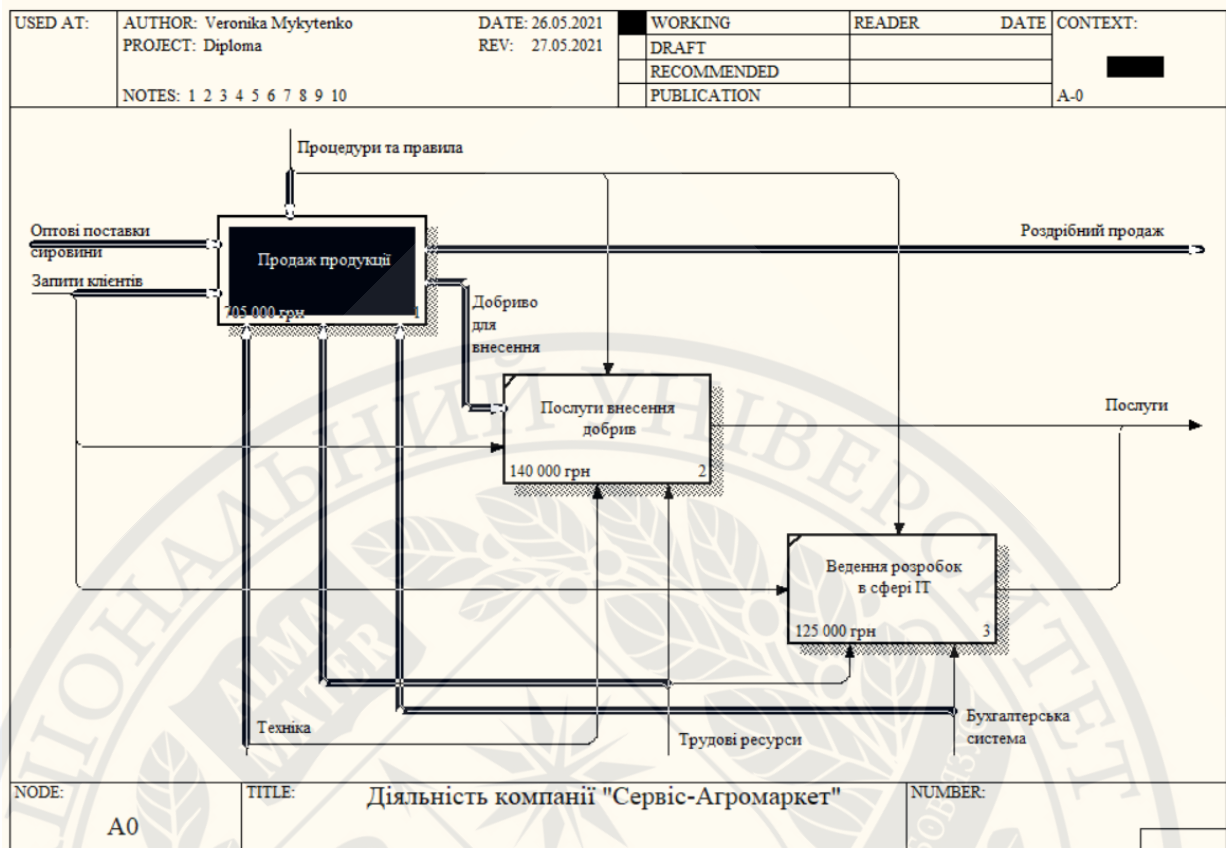 USED AT:
AUTHOR: Veronika Mykytenko
DATE: 26.05.2021
WORKING
READER
DATE
CONTEXT:
PROJECT: Diploma
REV: 27.05.2021
DRAFT
RECOMMENDED
NOTES: 1 2 3 4 5 6 7 8 9 10
PUBLICATION
A-0
Процедури та правила
Оптові поставки
сировини
Роздрібний продаж
Продаж продукції
Запити клієнтів
705 000 грн
1
Добриво
для
внесення
Послуги внесення
добрив
Послуги
140 000 грн
2
Ведення розробок
в сфері ІТ
125 000 грн
3
Техніка
Трудові ресурси
Бухгалтерська
система
NODE:
TITLE:
Діяльність компанії "Сервіс-Агромаркет"
NUMBER:
A0
ALMA
MATER